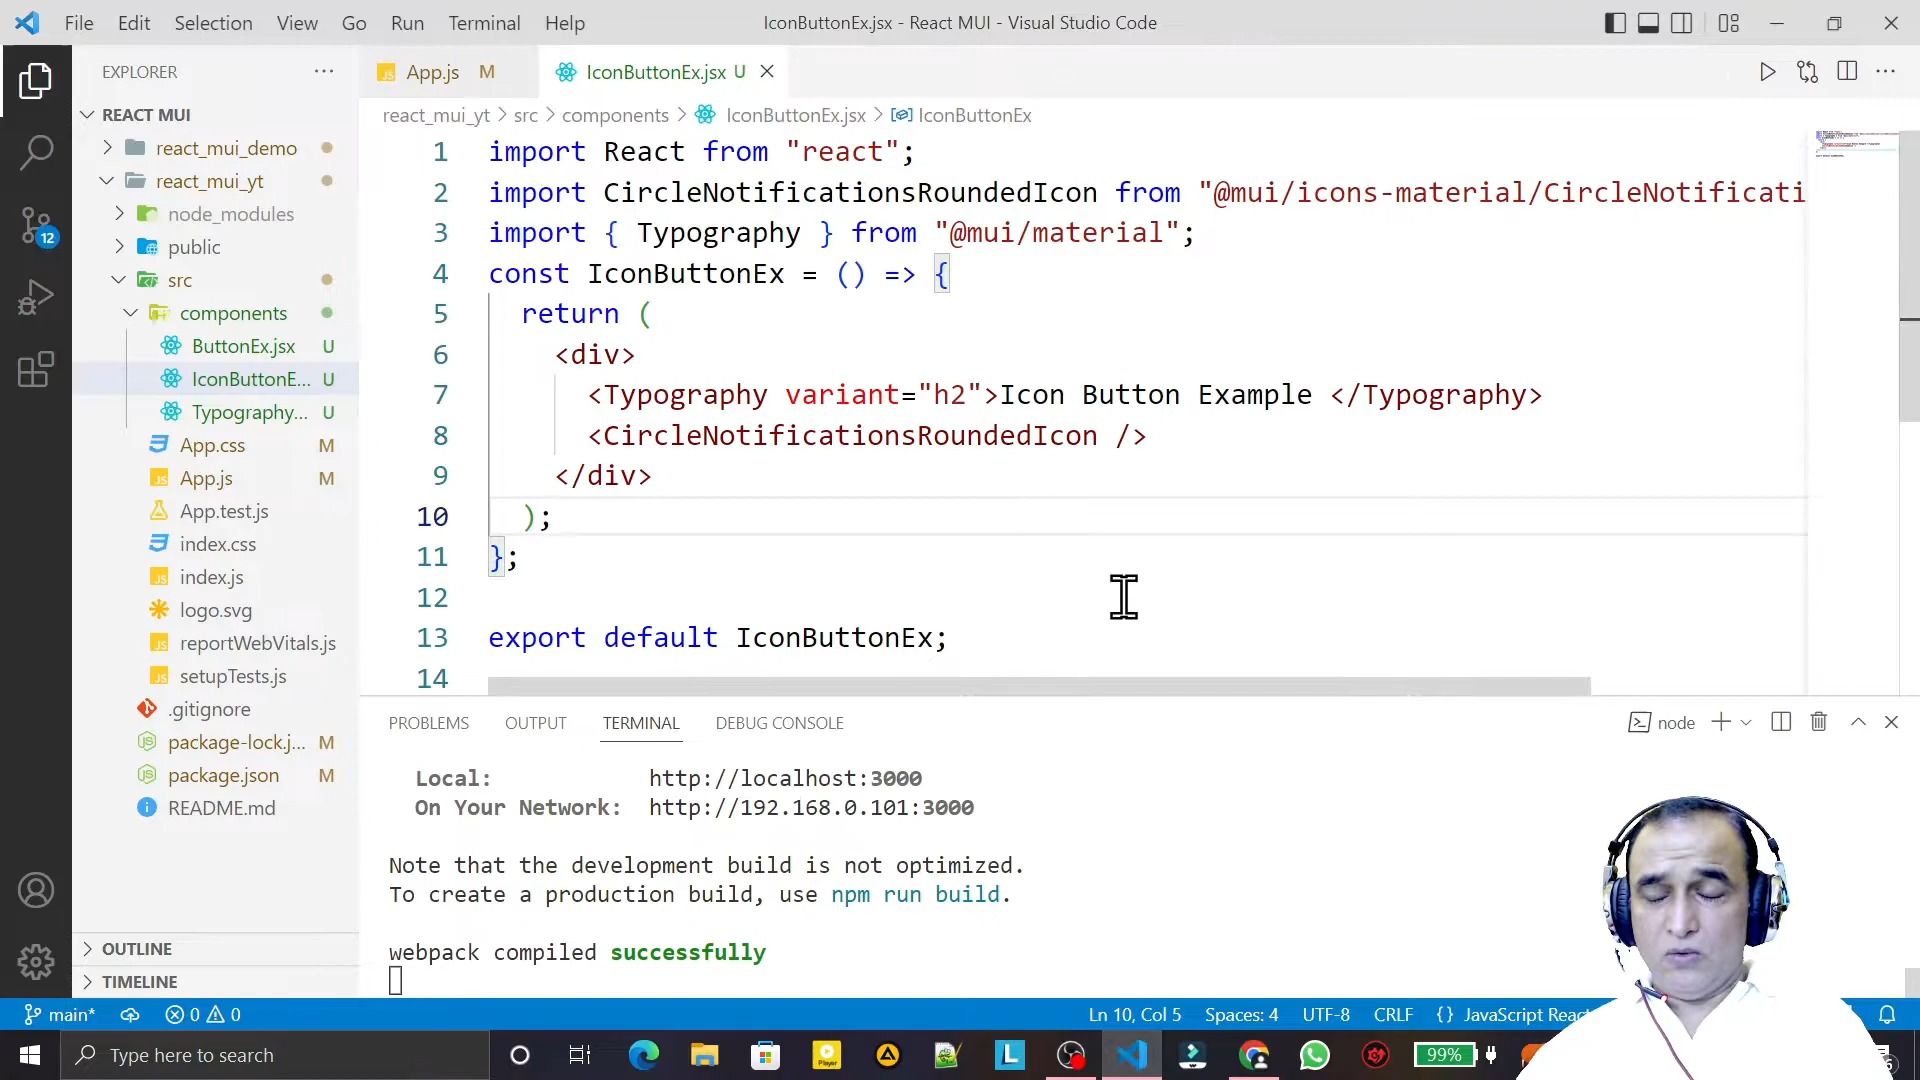 File Edit Selection View Go Run Terminal Help
IconButtonEx.jsx - React MUI - Visual Studio Code
EXPLORER
REACT MUI
react_mui_demo
react_mui_yt
node_modules
public
src
components
ButtonEx.jsx U
IconButtonE... U
Typography... U
App.css M
App.js M
App.test.js
index.css
index.js
logo.svg
reportWebVitals.js
setupTests.js
.gitignore
package-lock.j... M
package.json M
README.md
OUTLINE
TIMELINE
12
App.js M
IconButtonEx.jsx U
react_mui_yt > src > components > IconButtonEx.jsx > IconButtonEx
1 import React from "react";
2 import CircleNotificationsRoundedIcon from "@mui/icons-material/CircleNotificati
3 import { Typography } from "@mui/material";
4 const IconButtonEx = () => {
5 return (
6 <div>
7 <Typography variant="h2">Icon Button Example </Typography>
8 <CircleNotificationsRoundedIcon />
9 </div>
10 );
11 };
12
13 export default IconButtonEx;
14
PROBLEMS OUTPUT TERMINAL DEBUG CONSOLE
node
Local: http://localhost:3000
On Your Network: http://192.168.0.101:3000
Note that the development build is not optimized.
To create a production build, use npm run build.
webpack compiled successfully
main* 0 0
Ln 10, Col 5 Spaces: 4 UTF-8 CRLF {} JavaScript Reac
Type here to search
Player
L
99%